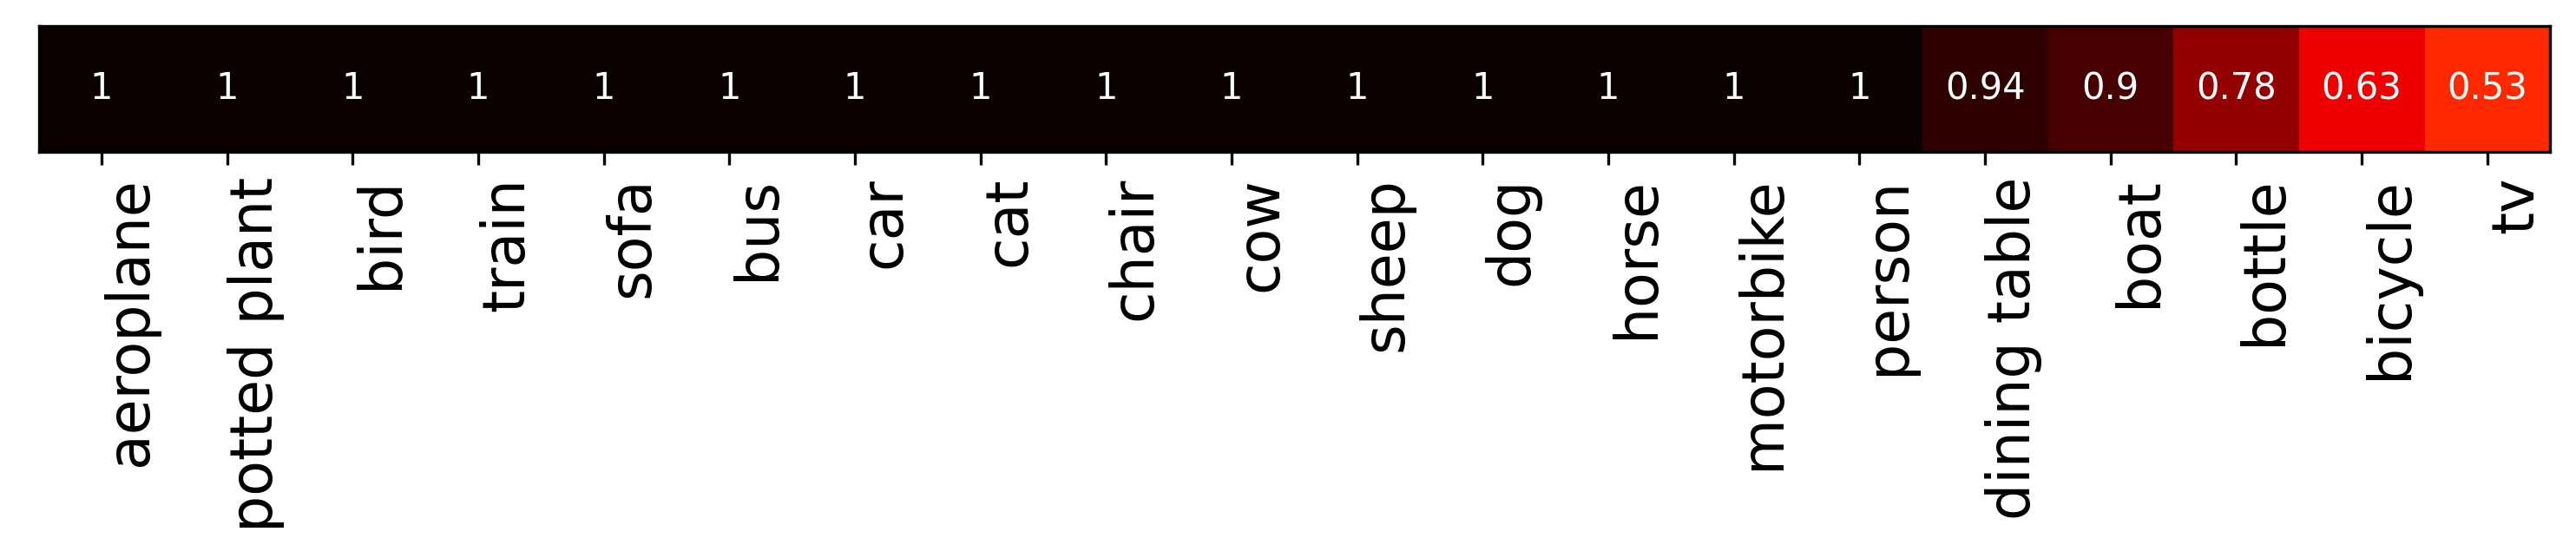 1 1 1 1 1 1 1 1 1 1 1 1 1 1 1 0.94 0.9 0.78 0.63 0.53
aeroplane
potted plant
bird
train
sofa
bus
car
cat
chair
cow
sheep
dog
horse
motorbike
person
dining table
boat
bottle
bicycle
tv